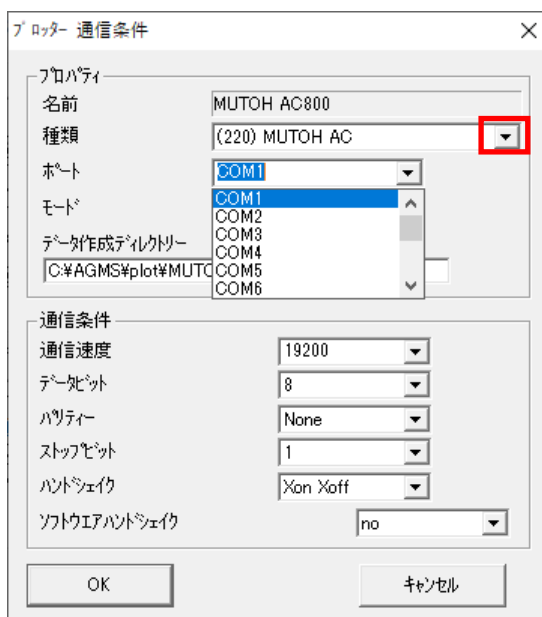 プロッター 通信条件
プロパティ
名前 MUTOH AC800
種類 (220) MUTOH AC
ポート COM1
COM1
COM2
COM3
COM4
COM5
COM6
モード
データ作成ディレクトリー
C:¥AGMS¥plot¥MUTO
通信条件
通信速度 19200
データビット 8
パリティー None
ストップビット 1
ハンドシェイク Xon Xoff
ソフトウエアハンドシェイク no
OK キャンセル